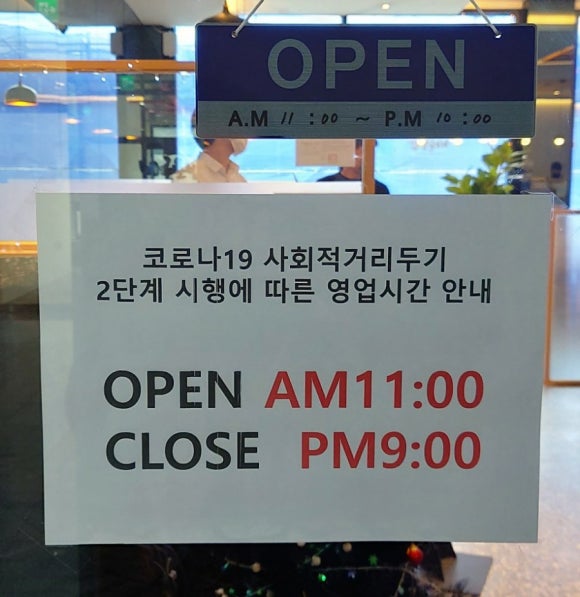 OPEN
A.M 11 : 00 ~ P.M 10 : 00
코로나19 사회적거리두기
2단계 시행에 따른 영업시간 안내
OPEN AM11:00
CLOSE PM9:00